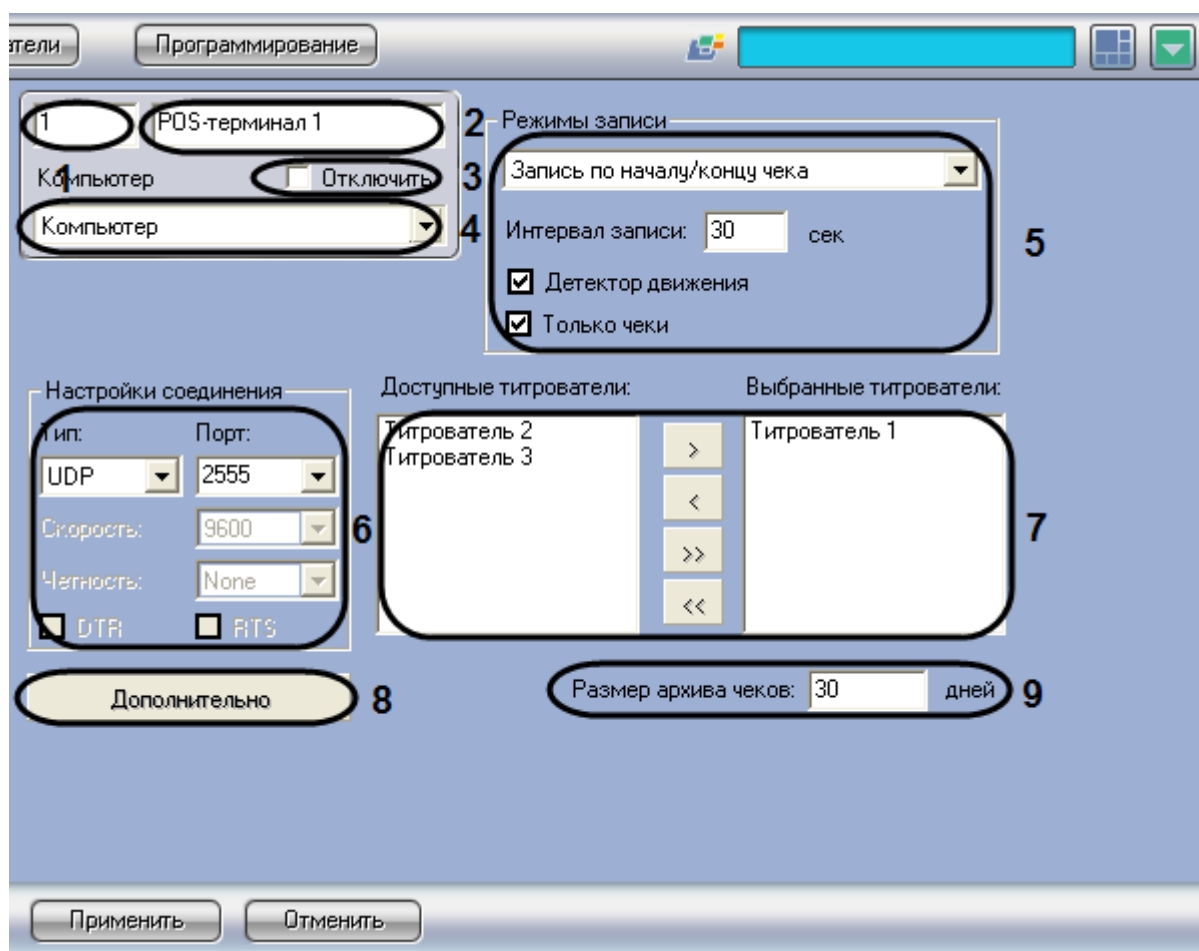 атели Программирование
1 POS-терминал 1 2
1 Компьютер Отключить 3
Компьютер 4
Режимы записи
Запись по началу/концу чека
Интервал записи: 30 сек
5
Детектор движения
Только чеки
Настройки соединения
Тип: Порт:
UDP 2555
Скорость: 9600
6
Четность: None
DTR RTS
Доступные титрователи: Выбранные титрователи:
Титрователь 2
Титрователь 3
>
<
>>
<<
Титрователь 1
7
Дополнительно 8
Размер архива чеков: 30 дней 9
Применить Отменить